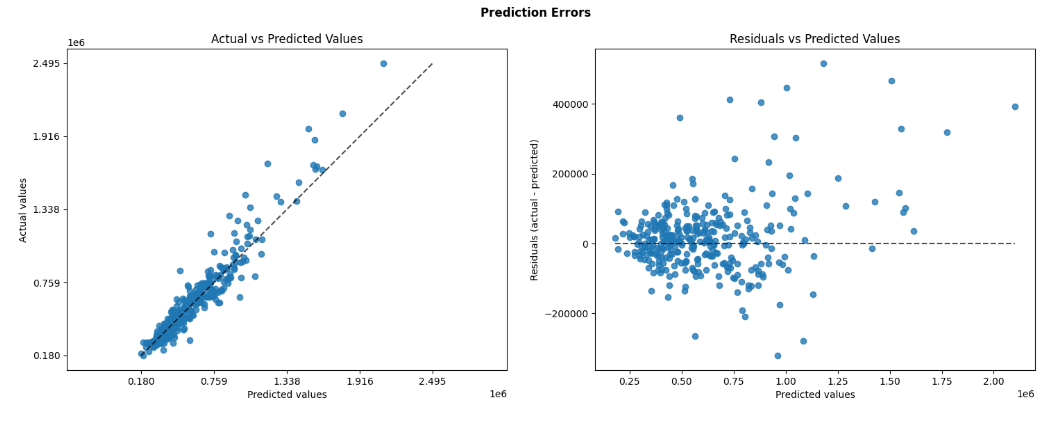 Prediction Errors
Actual vs Predicted Values
1e6
2.495
1.916
1.338
0.759
0.180
Actual values
0.180 0.759 1.338 1.916 2.495
Predicted values
1e6
Residuals vs Predicted Values
400000
200000
0
−200000
Residuals (actual - predicted)
0.25 0.50 0.75 1.00 1.25 1.50 1.75 2.00
Predicted values
1e6